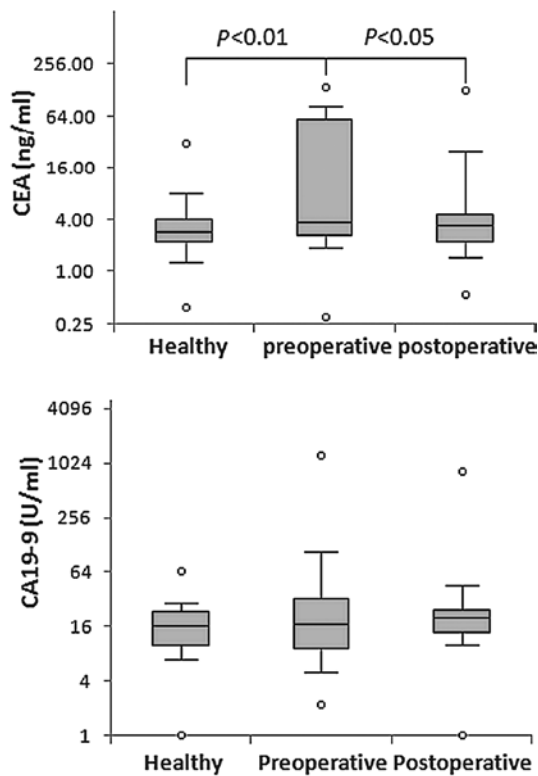 P<0.01 P<0.05
256.00
64.00
16.00
4.00
1.00
0.25
CEA (ng/ml)
Healthy preoperative postoperative
4096
1024
256
64
16
4
1
CA19-9 (U/ml)
Healthy Preoperative Postoperative